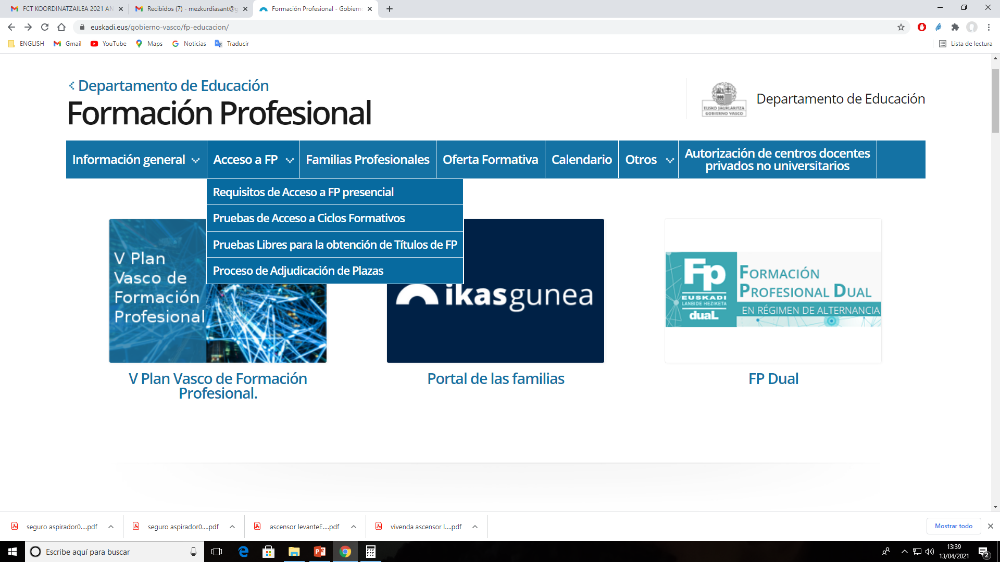 FCT KOORDINATZAILEA 2021 AN
Recibidos (7) - mezkurdiasant@g
Formación Profesional - Gobiern
euskadi.eus/gobierno-vasco/fp-educacion/
ENGLISH
Gmail
YouTube
Maps
Noticias
Traducir
Lista de lectura
Departamento de Educación
Formación Profesional
EUSKO JAURLARITZA
GOBIERNO VASCO
Departamento de Educación
Información general
Acceso a FP
Familias Profesionales
Oferta Formativa
Calendario
Otros
Autorización de centros docentes
privados no universitarios
Requisitos de Acceso a FP presencial
Pruebas de Acceso a Ciclos Formativos
Pruebas Libres para la obtención de Títulos de FP
Proceso de Adjudicación de Plazas
V Plan
Vasco de
Formación
Profesional
ikasgunea
Fp
EUSKADI
LANBIDE HEZIKETA
duaL
FORMACIÓN
PROFESIONAL DUAL
EN RÉGIMEN DE ALTERNANCIA
V Plan Vasco de Formación
Profesional.
Portal de las familias
FP Dual
seguro aspirador0....pdf
seguro aspirador0....pdf
ascensor levanteE....pdf
vivenda ascensor l....pdf
Mostrar todo
Escribe aquí para buscar
13:39
13/04/2021
2